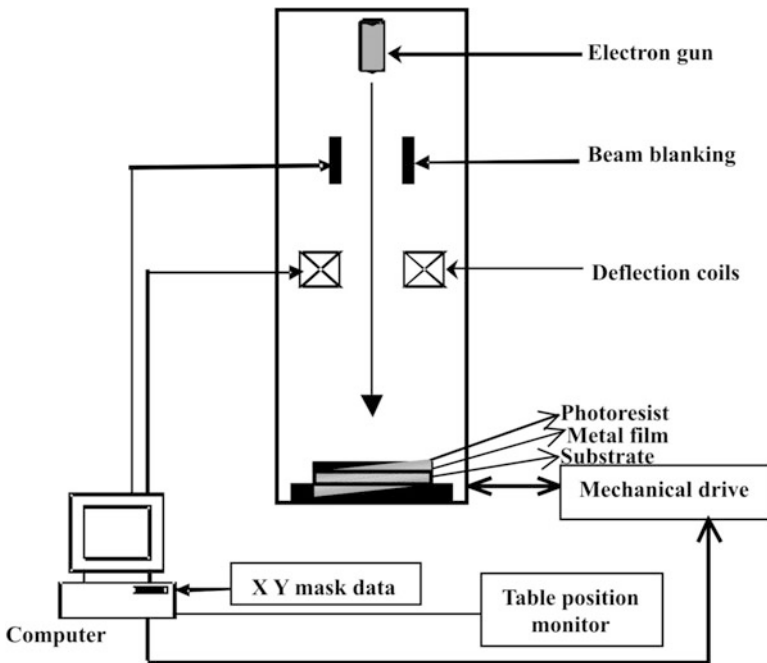 Electron gun
Beam blanking
Deflection coils
Photoresist
Metal film
Substrate
Mechanical drive
X Y mask data
Table position
monitor
Computer